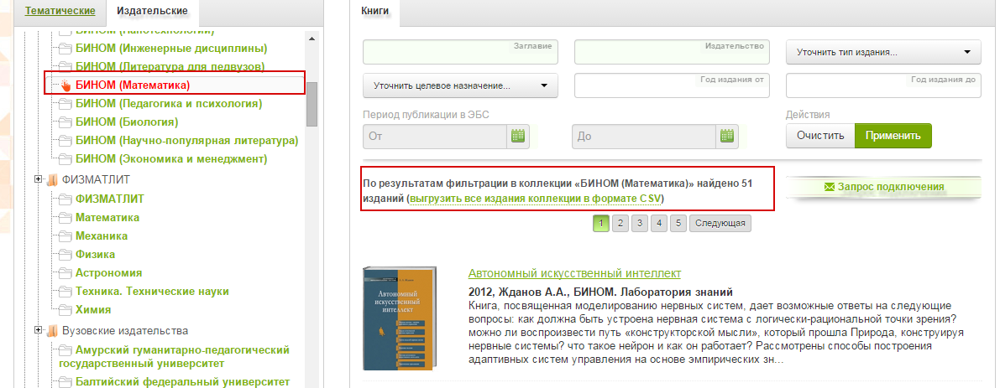 Тематические
Издательские
БИНОМ (Нанотехнологии)
БИНОМ (Инженерные дисциплины)
БИНОМ (Литература для педвузов)
БИНОМ (Математика)
БИНОМ (Педагогика и психология)
БИНОМ (Биология)
БИНОМ (Научно-популярная литература)
БИНОМ (Экономика и менеджмент)
ФИЗМАТЛИТ
ФИЗМАТЛИТ
Математика
Механика
Физика
Астрономия
Техника. Технические науки
Химия
Вузовские издательства
Амурский гуманитарно-педагогический
государственный университет
Балтийский федеральный университет
Книги
Заглавие
Издательство
Уточнить тип издания...
Уточнить целевое назначение...
Год издания от
Год издания до
Период публикации в ЭБС
Действия
От
До
Очистить
Применить
По результатам фильтрации в коллекции «БИНОМ (Математика)» найдено 51
изданий (выгрузить все издания коллекции в формате CSV)
Запрос подключения
1 2 3 4 5 Следующая
Автономный
искусственный
интеллект
Автономный искусственный интеллект
2012, Жданов А.А., БИНОМ. Лаборатория знаний
Книга, посвященная моделированию нервных систем, дает возможные ответы на следующие
вопросы: как должна быть устроена нервная система с логически-рациональной точки зрения?
можно ли воспроизвести путь «конструкторской мысли», который прошла Природа, конструируя
нервные системы? что такое нейрон и как он работает? Рассмотрены способы построения
адаптивных систем управления на основе эмпирических зн...